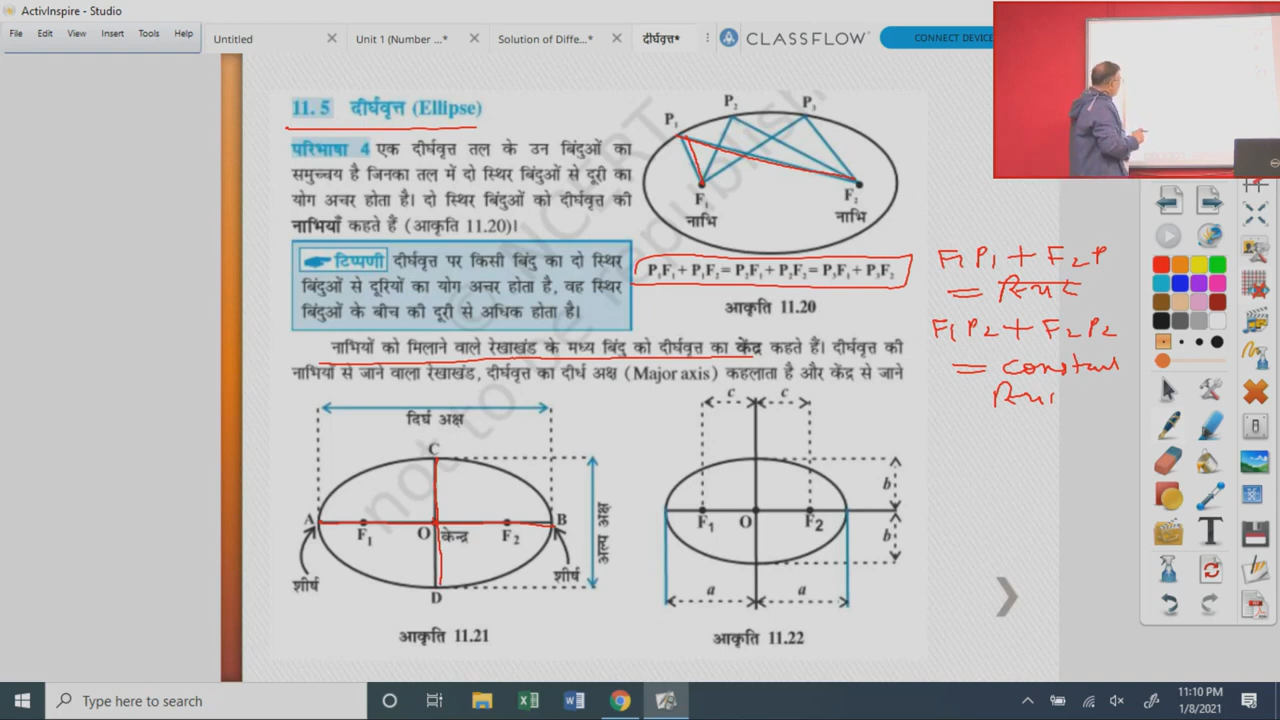 ActivInspire - Studio
File Edit View Insert Tools Help
Untitled
Unit 1 (Number ...*
Solution of Diffe...*
दीर्घवृत्त*
CLASSFLOW
CONNECT DEVICE
11.5 दीर्घवृत्त (Ellipse)
परिभाषा 4 एक दीर्घवृत्त तल के उन बिंदुओं का
समुच्चय है जिनका तल में दो स्थिर बिंदुओं से दूरी का
योग अचर होता है। दो स्थिर बिंदुओं को दीर्घवृत्त की
नाभियाँ कहते हैं (आकृति 11.20)।
टिप्पणी दीर्घवृत्त पर किसी बिंदु का दो स्थिर
बिंदुओं से दूरियों का योग अचर होता है, वह स्थिर
बिंदुओं के बीच की दूरी से अधिक होता है।
P₁ P₂ P₃
F₁ F₂
नाभि नाभि
P₁F₁ + P₁F₂ = P₂F₁ + P₂F₂ = P₃F₁ + P₃F₂
आकृति 11.20
F₁P₁ + F₂P
=
F₁P₂ + F₂P₂
= constant
नाभियों को मिलाने वाले रेखाखंड के मध्य बिंदु को दीर्घवृत्त का केंद्र कहते हैं। दीर्घवृत्त की
नाभियों से जाने वाला रेखाखंड, दीर्घवृत्त का दीर्घ अक्ष (Major axis) कहलाता है और केंद्र से जाने
दिर्घ अक्ष
C
A F₁ O केन्द्र F₂ B
शीर्ष शीर्ष
D
अल्प अक्ष
आकृति 11.21
c c
b
F₁ O F₂
b
a a
आकृति 11.22
© NCERT
not to be republish
Type here to search
11:10 PM
1/8/2021